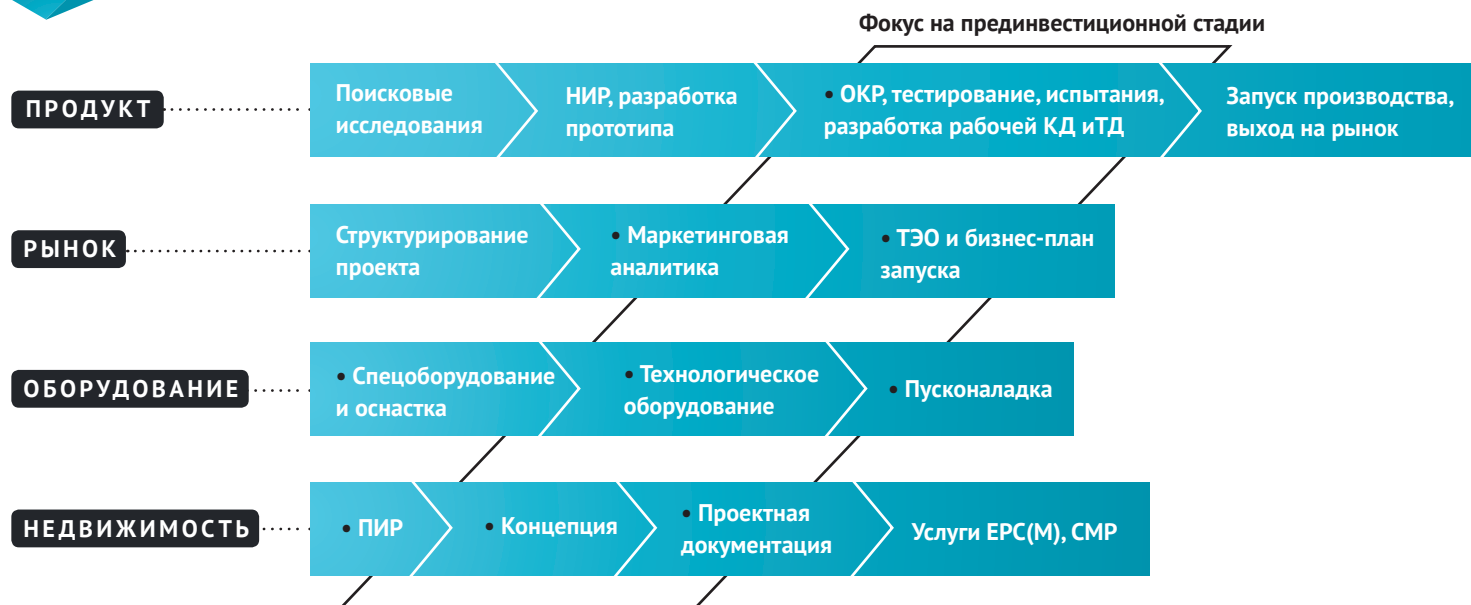 Фокус на прединвестиционной стадии
ПРОДУКТ
Поисковые
исследования
НИР, разработка
прототипа
• ОКР, тестирование, испытания,
разработка рабочей КД иТД
Запуск производства,
выход на рынок
РЫНОК
Структурирование
проекта
• Маркетинговая
аналитика
• ТЭО и бизнес-план
запуска
ОБОРУДОВАНИЕ
• Спецоборудование
и оснастка
• Технологическое
оборудование
• Пусконаладка
НЕДВИЖИМОСТЬ
• ПИР
• Концепция
• Проектная
документация
Услуги EPC(M), СМР